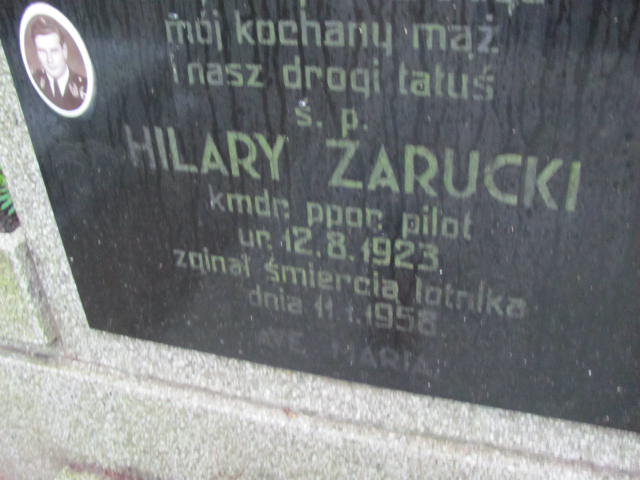 mój kochany mąż
i nasz drogi tatuś
ś. p.
HILARY ZARUCKI
kmdr. ppor. pilot
ur. 12.8.1923
zginął śmiercią lotnika
dnia 11.1.1958
AVE MARIA